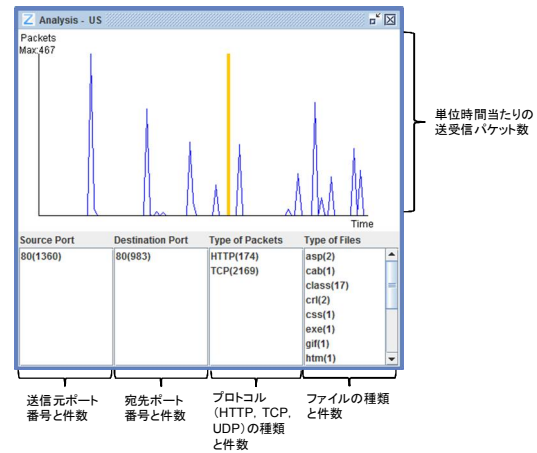 Analysis - US
Packets
Max:467
Time
単位時間当たりの
送受信パケット数
Source Port
Destination Port
Type of Packets
Type of Files
80(1360)
80(983)
HTTP(174)
TCP(2169)
asp(2)
cab(1)
class(17)
crl(2)
css(1)
exe(1)
gif(1)
htm(1)
送信元ポート
番号と件数
宛先ポート
番号と件数
プロトコル
(HTTP, TCP,
UDP)の種類
と件数
ファイルの種類
と件数